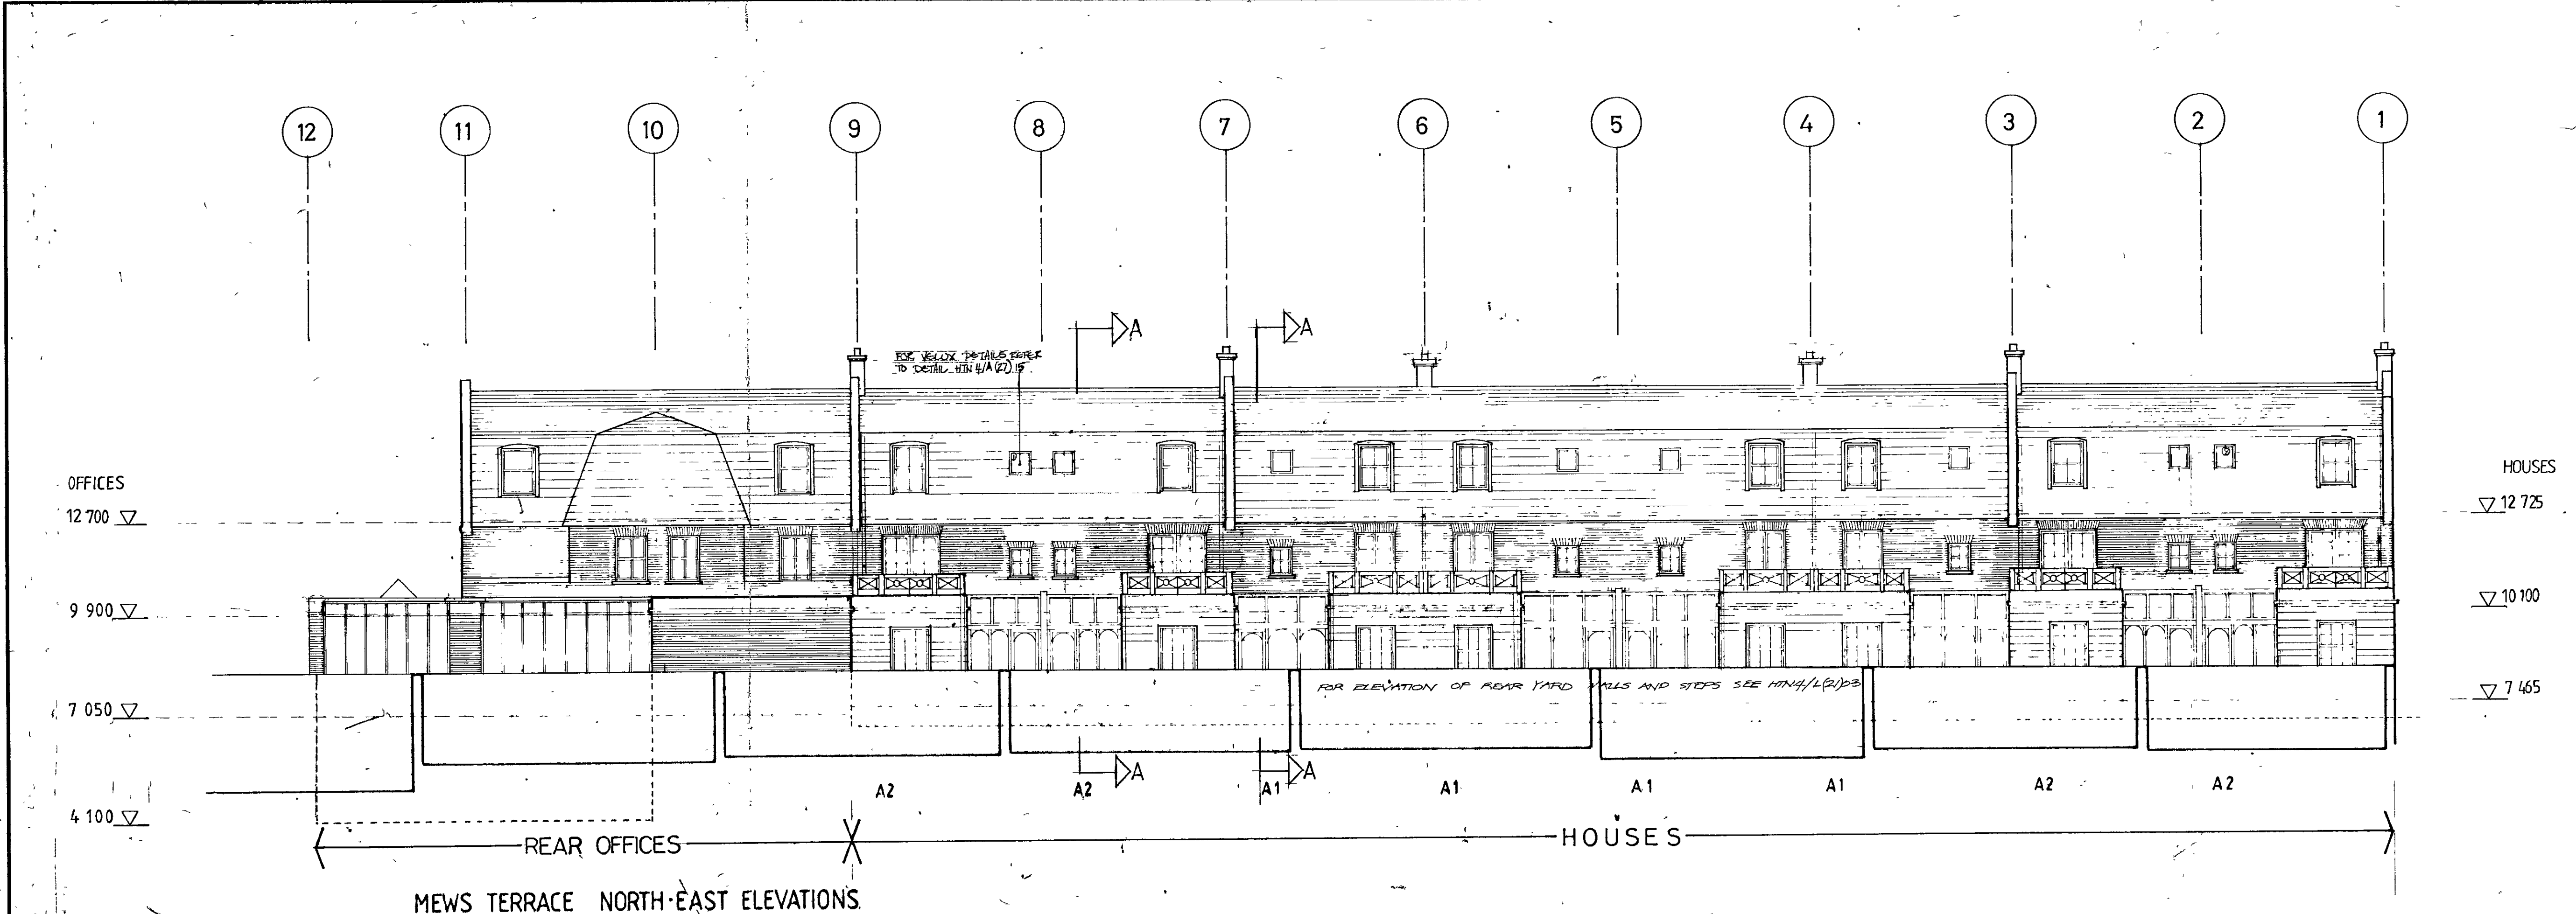 12 11 10 9 8 7 6 5 4 3 2 1
A A
FOR VELUX DETAILS REFER
TO DETAIL HTN 4/A (27) 15
OFFICES
HOUSES
12 700
12 725
9 900
10 100
FOR ELEVATION OF REAR YARD WALLS AND STEPS SEE HTN4/L(21)03
7 050
7 465
A A
A2 A2 A1 A1 A1 A1 A2 A2
4 100
REAR OFFICES
HOUSES
MEWS TERRACE NORTH·EAST ELEVATIONS.